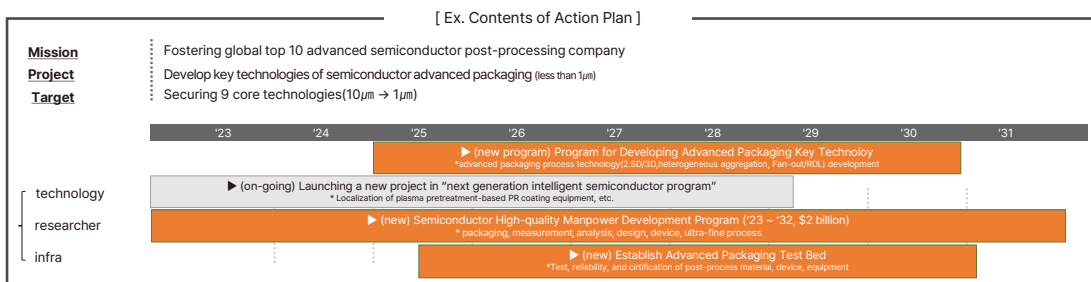 [ Ex. Contents of Action Plan ]
Mission Fostering global top 10 advanced semiconductor post-processing company
Project Develop key technologies of semiconductor advanced packaging (less than 1㎛)
Target Securing 9 core technologies(10㎛ → 1㎛)
'23 '24 '25 '26 '27 '28 '29 '30 '31
▶ (new program) Program for Developing Advanced Packaging Key Technoloy
*advanced packaging process technology(2.5D/3D,heterogeneous aggregation, Fan-out/RDL) development
technology
▶ (on-going) Launching a new project in “next generation intelligent semiconductor program”
* Localization of plasma pretreatment-based PR coating equipment, etc.
researcher
▶ (new) Semiconductor High-quality Manpower Development Program ('23 ~ '32, $2 billion)
* packaging, measurement, analysis, design, device, ultra-fine process
infra
▶ (new) Establish Advanced Packaging Test Bed
*Test, reliability, and cirtification of post-process material, device, equipment